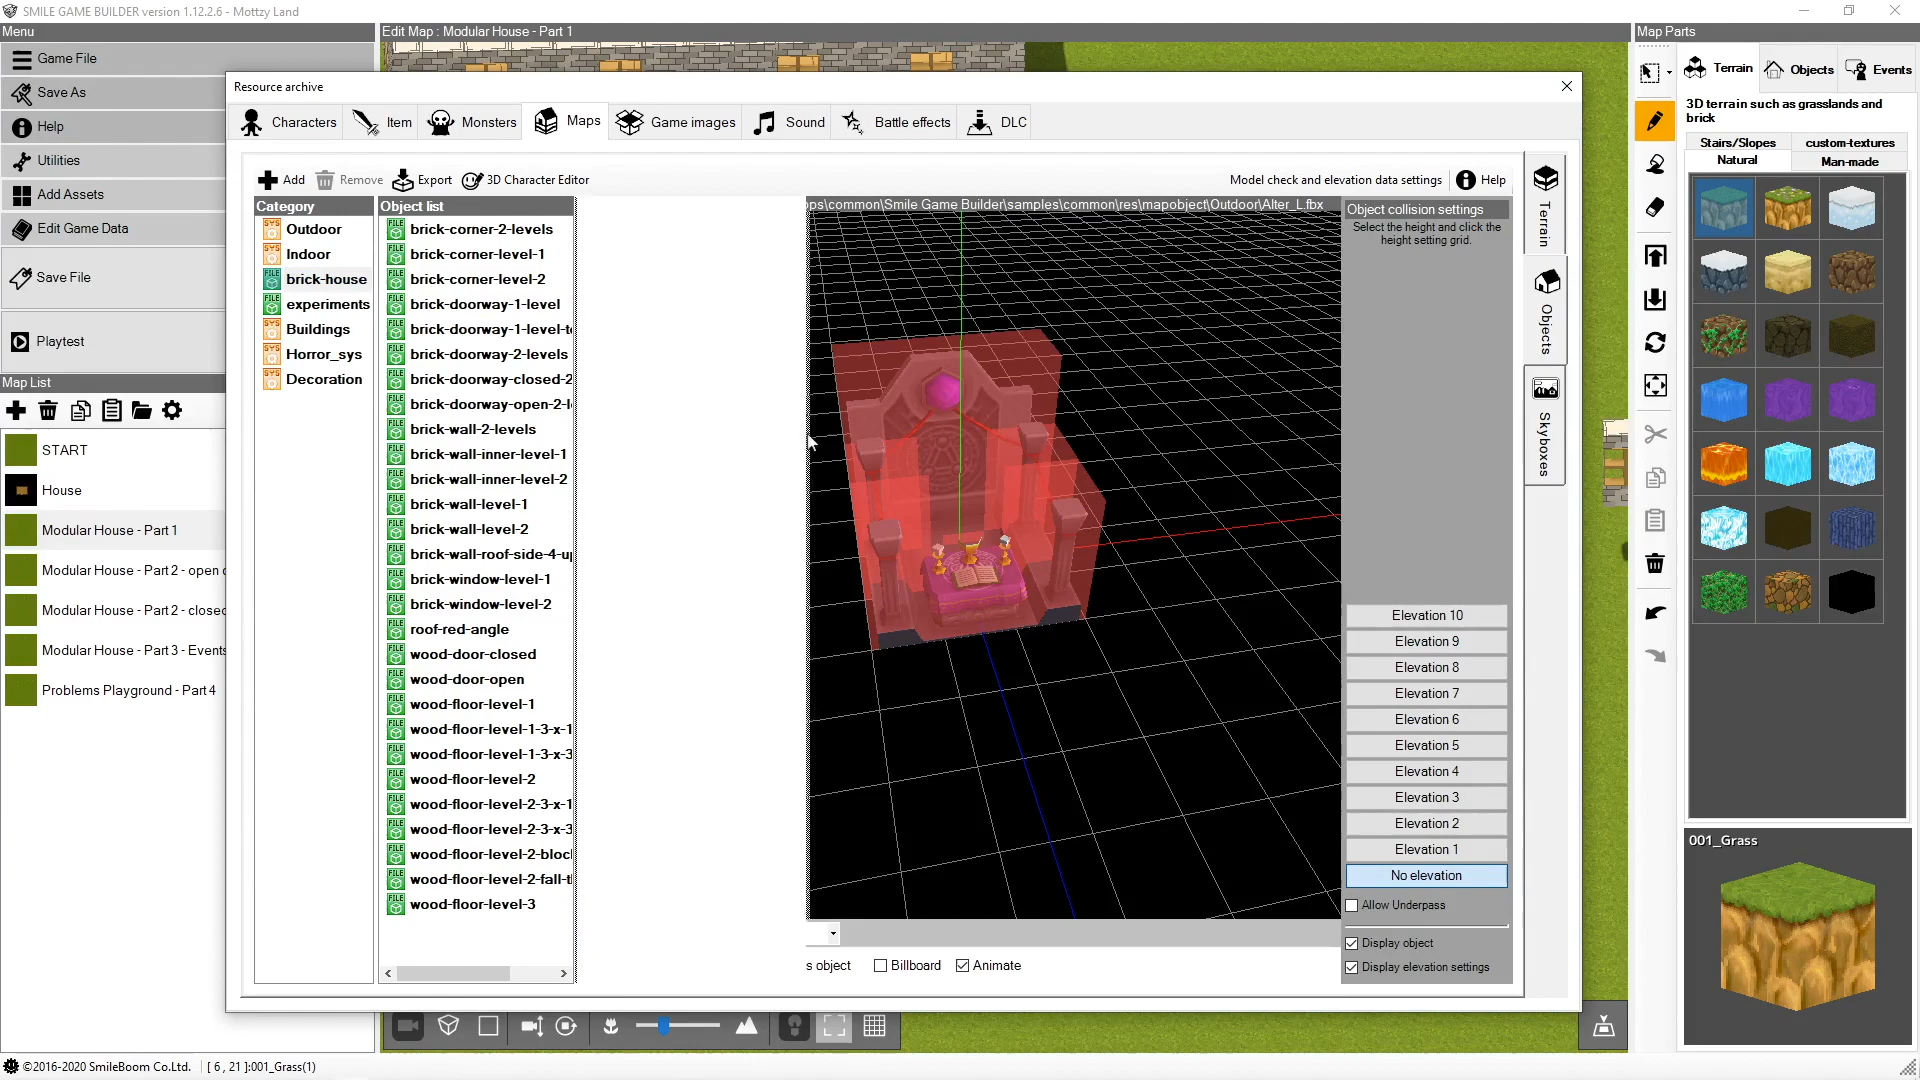 SMILE GAME BUILDER version 1.12.2.6 - Mottzy Land
Menu
Game File
Save As
Help
Utilities
Add Assets
Edit Game Data
Save File
Playtest
Map List
START
House
Modular House - Part 1
Modular House - Part 2 - open
Modular House - Part 2 - closed
Modular House - Part 3 - Events
Problems Playground - Part 4
Edit Map : Modular House - Part 1
Resource archive
Characters
Item
Monsters
Maps
Game images
Sound
Battle effects
DLC
Add
Remove
Export
3D Character Editor
Model check and elevation data settings
Help
Category
Outdoor
Indoor
brick-house
experiments
Buildings
Horror_sys
Decoration
Object list
brick-corner-2-levels
brick-corner-level-1
brick-corner-level-2
brick-doorway-1-level
brick-doorway-1-level-t
brick-doorway-2-levels
brick-doorway-closed-2
brick-doorway-open-2-l
brick-wall-2-levels
brick-wall-inner-level-1
brick-wall-inner-level-2
brick-wall-level-1
brick-wall-level-2
brick-wall-roof-side-4-u
brick-window-level-1
brick-window-level-2
roof-red-angle
wood-door-closed
wood-door-open
wood-floor-level-1
wood-floor-level-1-3-x-1
wood-floor-level-1-3-x-3
wood-floor-level-2
wood-floor-level-2-3-x-1
wood-floor-level-2-3-x-3
wood-floor-level-2-bloc
wood-floor-level-2-fall-t
wood-floor-level-3
ops\common\Smile Game Builder\samples\common\res\mapobject\Outdoor\Alter_L.fbx
s object
Billboard
Animate
Object collision settings
Select the height and click the
height setting grid.
Elevation 10
Elevation 9
Elevation 8
Elevation 7
Elevation 6
Elevation 5
Elevation 4
Elevation 3
Elevation 2
Elevation 1
No elevation
Allow Underpass
Display object
Display elevation settings
Terrain
Objects
Skyboxes
Map Parts
Terrain
Objects
Events
3D terrain such as grasslands and
brick
Stairs/Slopes
custom-textures
Natural
Man-made
001_Grass
©2016-2020 SmileBoom Co.Ltd.
[ 6 , 21 ]:001_Grass(1)